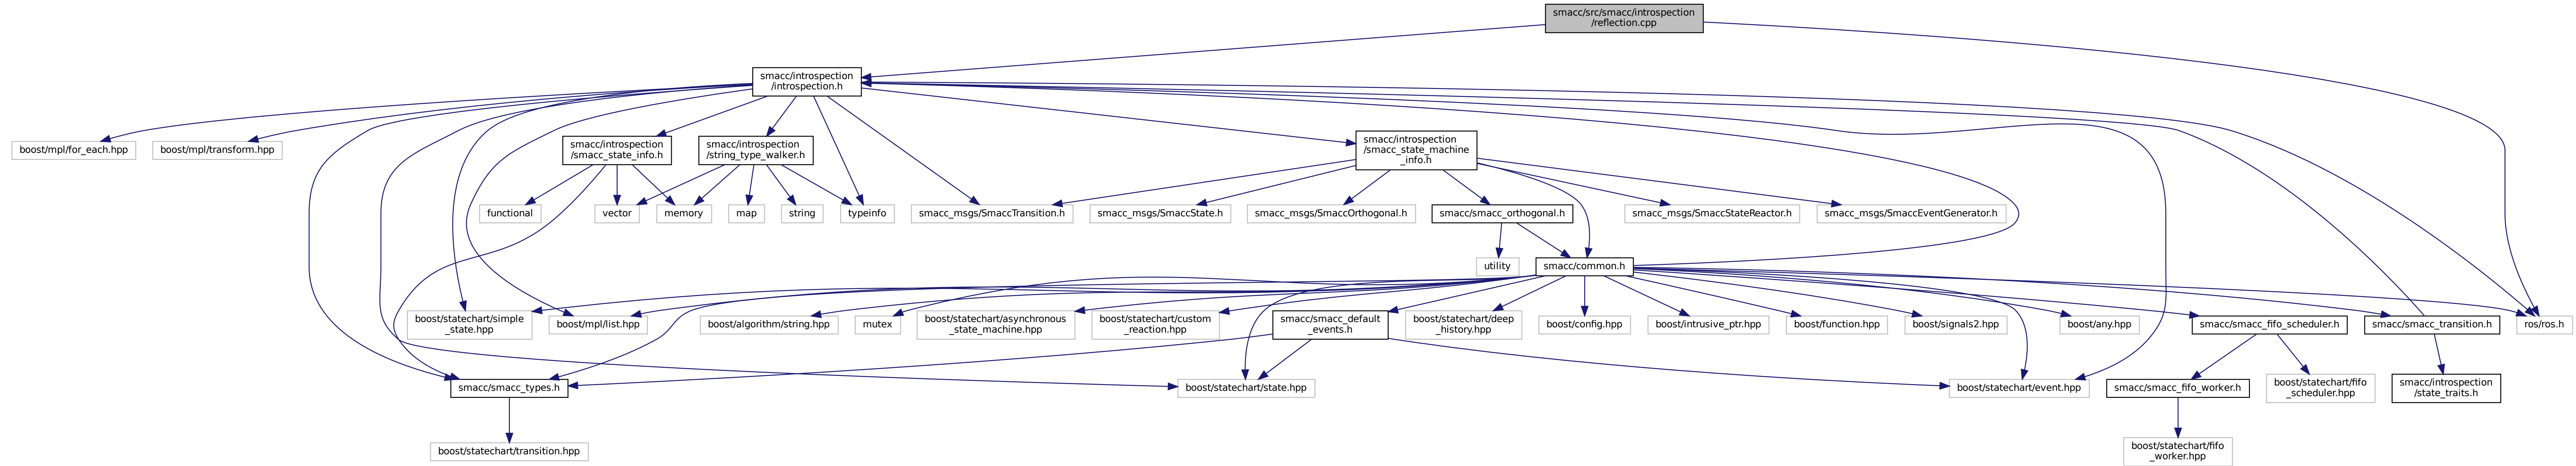 smacc/src/smacc/introspection
/reflection.cpp
smacc/introspection
/introspection.h
boost/mpl/for_each.hpp
boost/mpl/transform.hpp
smacc/introspection
/smacc_state_info.h
smacc/introspection
/string_type_walker.h
smacc/introspection
/smacc_state_machine
_info.h
functional
vector
memory
map
string
typeinfo
smacc_msgs/SmaccTransition.h
smacc_msgs/SmaccState.h
smacc_msgs/SmaccOrthogonal.h
smacc/smacc_orthogonal.h
smacc_msgs/SmaccStateReactor.h
smacc_msgs/SmaccEventGenerator.h
utility
smacc/common.h
boost/statechart/simple
_state.hpp
boost/mpl/list.hpp
boost/algorithm/string.hpp
mutex
boost/statechart/asynchronous
_state_machine.hpp
boost/statechart/custom
_reaction.hpp
smacc/smacc_default
_events.h
boost/statechart/deep
_history.hpp
boost/config.hpp
boost/intrusive_ptr.hpp
boost/function.hpp
boost/signals2.hpp
boost/any.hpp
smacc/smacc_fifo_scheduler.h
smacc/smacc_transition.h
ros/ros.h
smacc/smacc_types.h
boost/statechart/state.hpp
boost/statechart/event.hpp
smacc/smacc_fifo_worker.h
boost/statechart/fifo
_scheduler.hpp
smacc/introspection
/state_traits.h
boost/statechart/transition.hpp
boost/statechart/fifo
_worker.hpp